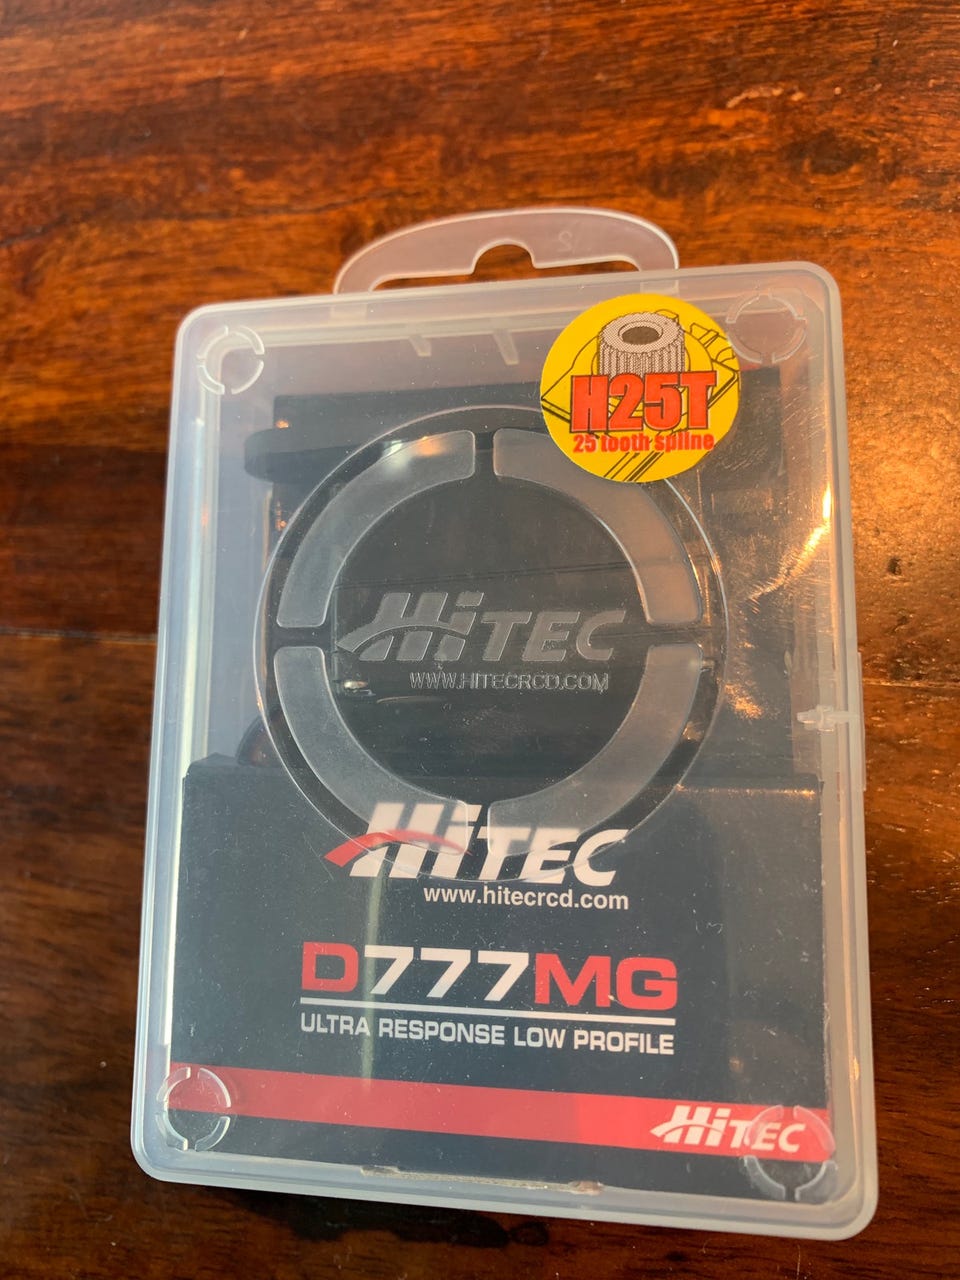 H25T
25 tooth spline
HiTEC
WWW.HITECRCD.COM
HiTEC
www.hitecrcd.com
D777MG
ULTRA RESPONSE LOW PROFILE
HiTEC